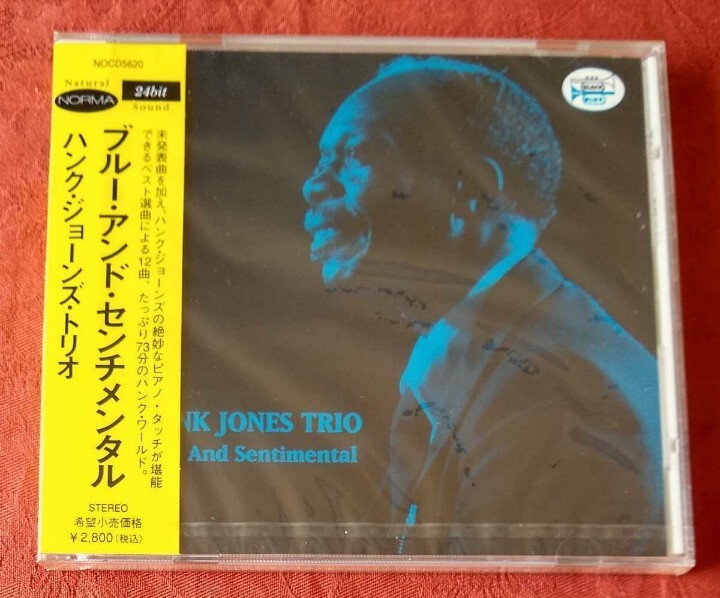 NOCD5620
Natural
NORMA
24bit
Sound
未発表曲を加え、ハンク・ジョーンズの絶妙なピアノ・タッチが堪能
できるベスト選曲による12曲、たっぷり73分のハンク・ワールド。
ブルー・アンド・センチメンタル
ハンク・ジョーンズ・トリオ
STEREO
希望小売価格
¥2,800(税込)
NK JONES TRIO
And Sentimental